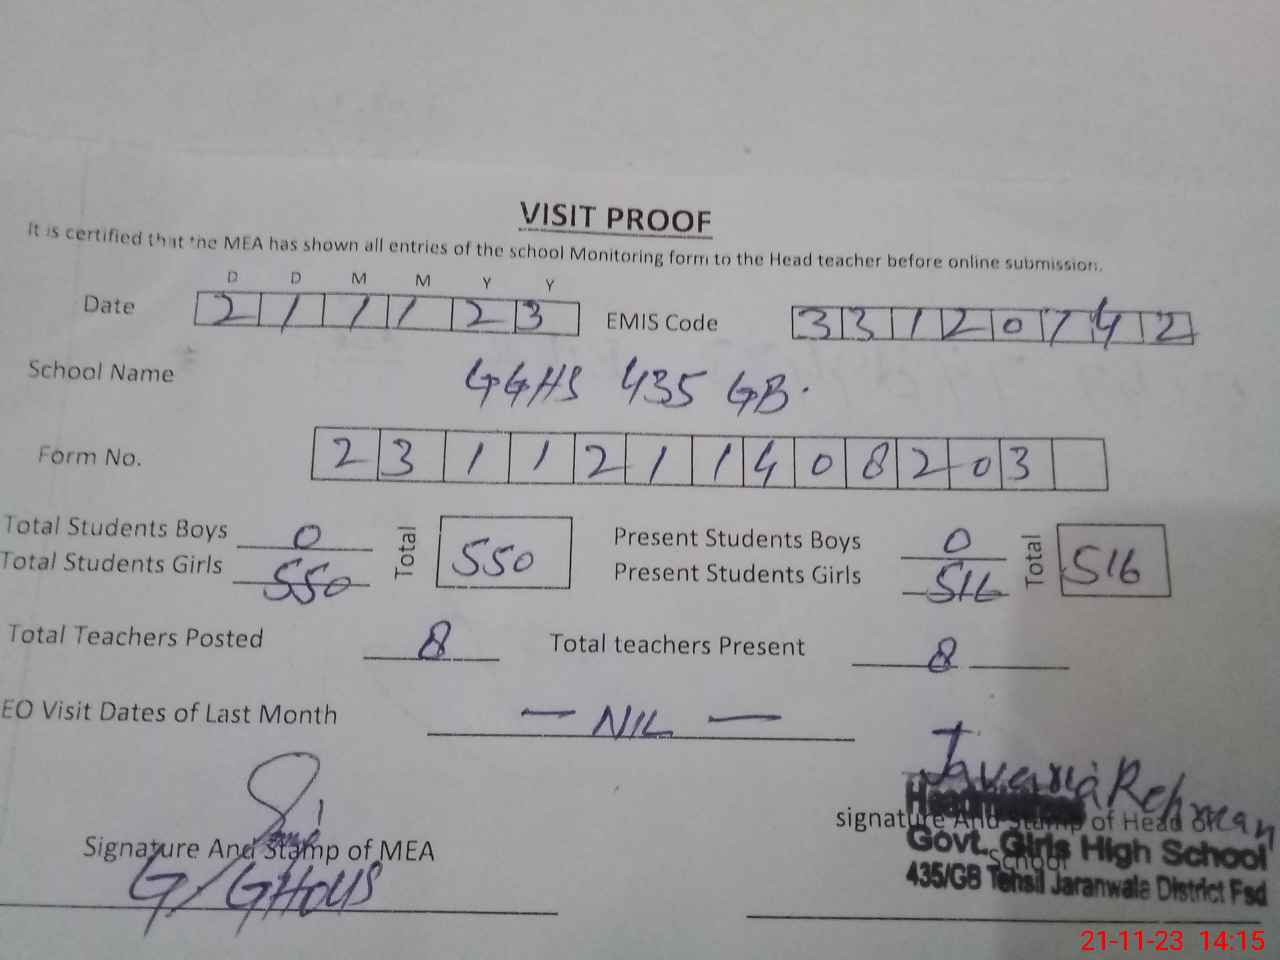 VISIT PROOF
It is certified that the MEA has shown all entries of the school Monitoring form to the Head teacher before online submission.
D D M M Y Y
Date 2 1 1 1 2 3 EMIS Code 3 3 1 2 0 7 4 2
School Name GGHS 435 GB.
Form No. 2 3 1 1 2 1 1 4 0 8 2 0 3
Total Students Boys 0 Total 550 Present Students Boys 0 Total 516
Total Students Girls 550 Present Students Girls 516
Total Teachers Posted 8 Total teachers Present 8
EO Visit Dates of Last Month — NIL —
Javeria Rehman
Signature And Stamp of MEA signature And Stamp of Head of School
G/GHOUS
Govt. Girls High School
435/GB Tehsil Jaranwala District Fsd
21-11-23 14:15